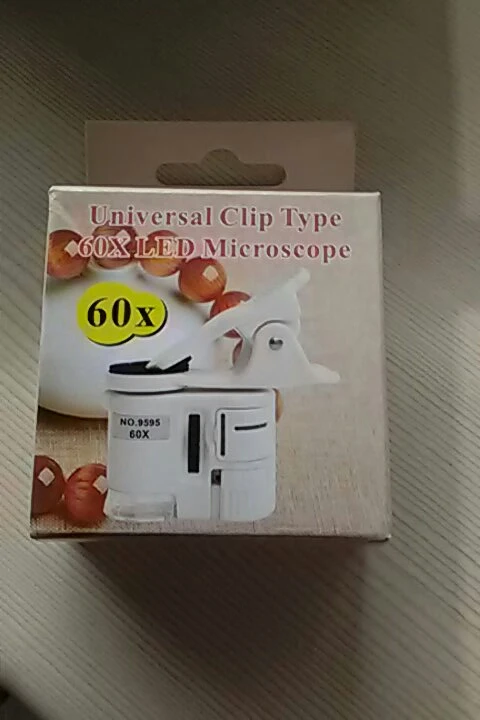 Universal Clip Type
60X LED Microscope
60x
NO.9595
60X